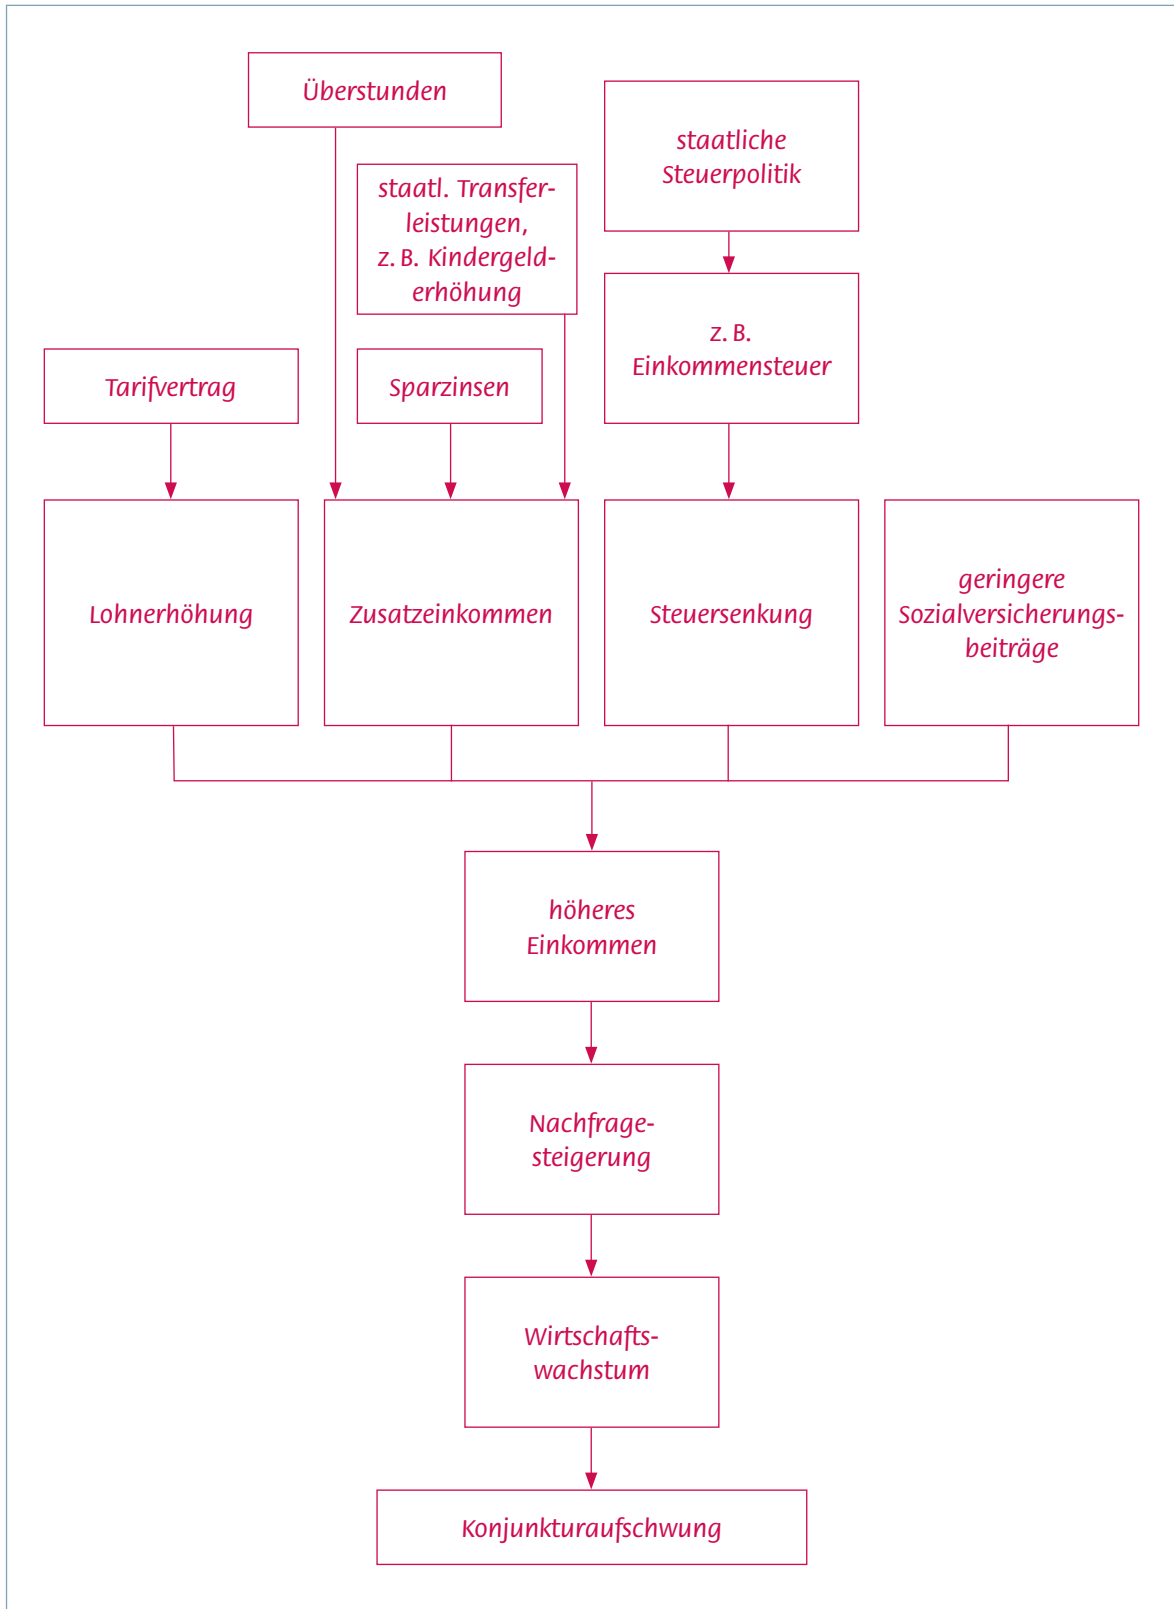 Überstunden
staatliche
Steuerpolitik
staatl. Transfer-
leistungen,
z. B. Kindergeld-
erhöhung
z. B.
Einkommensteuer
Tarifvertrag
Sparzinsen
Lohnerhöhung
Zusatzeinkommen
Steuersenkung
geringere
Sozialversicherungs-
beiträge
höheres
Einkommen
Nachfrage-
steigerung
Wirtschafts-
wachstum
Konjunkturaufschwung